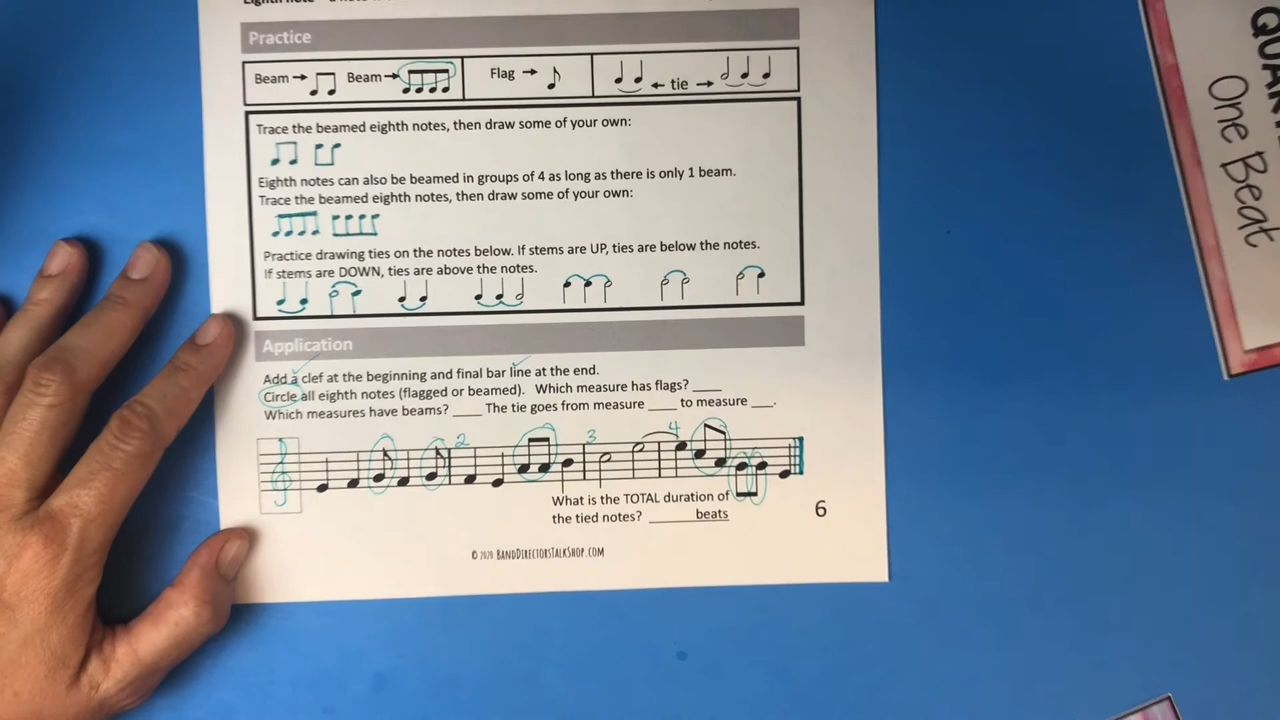 Practice
Beam → Beam → Flag → ← tie →
Trace the beamed eighth notes, then draw some of your own:
Eighth notes can also be beamed in groups of 4 as long as there is only 1 beam.
Trace the beamed eighth notes, then draw some of your own:
Practice drawing ties on the notes below. If stems are UP, ties are below the notes.
If stems are DOWN, ties are above the notes.
Application
Add a clef at the beginning and final bar line at the end.
Circle all eighth notes (flagged or beamed). Which measure has flags? ____
Which measures have beams? ____ The tie goes from measure ____ to measure ___.
2 3 4
What is the TOTAL duration of
the tied notes? ______ beats
6
© 2020 BANDDIRECTORSTALKSHOP.COM
One Beat